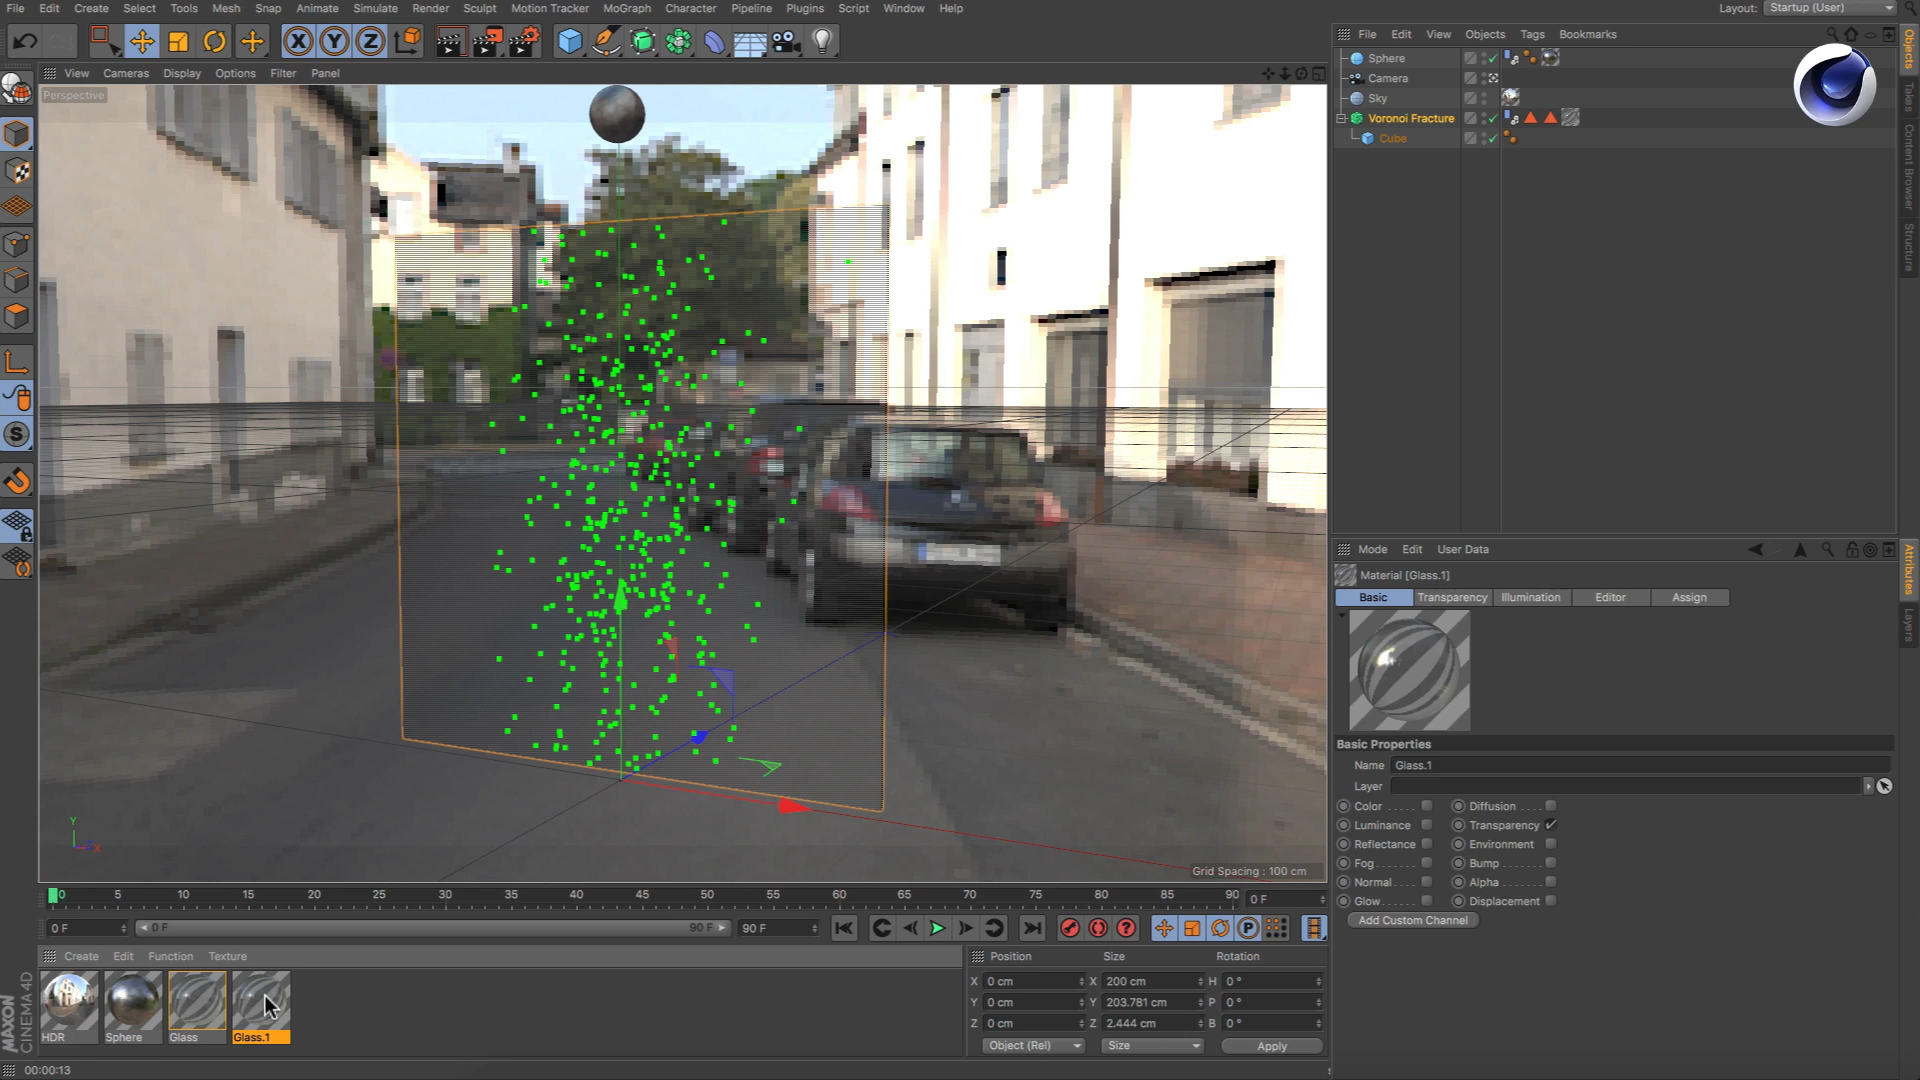 File Edit Create Select Tools Mesh Snap Animate Simulate Render Sculpt Motion Tracker MoGraph Character Pipeline Plugins Script Window Help
Layout: Startup (User)
X Y Z
View Cameras Display Options Filter Panel
Perspective
File Edit View Objects Tags Bookmarks
Sphere
Camera
Sky
Voronoi Fracture
Cube
Objects
Takes
Content Browser
Structure
Mode Edit User Data
Attributes
Layers
Material [Glass.1]
Basic Transparency Illumination Editor Assign
Basic Properties
Name Glass.1
Layer
Color Diffusion
Luminance Transparency
Reflectance Environment
Fog Bump
Normal Alpha
Glow Displacement
Add Custom Channel
Y
X
Grid Spacing : 100 cm
0 5 10 15 20 25 30 35 40 45 50 55 60 65 70 75 80 85 90 0 F
0 F 0 F 90 F 90 F
Create Edit Function Texture
HDR Sphere Glass Glass.1
MAXON
CINEMA 4D
Position Size Rotation
X 0 cm X 200 cm H 0 °
Y 0 cm Y 203.781 cm P 0 °
Z 0 cm Z 2.444 cm B 0 °
Object (Rel) Size Apply
00:00:13